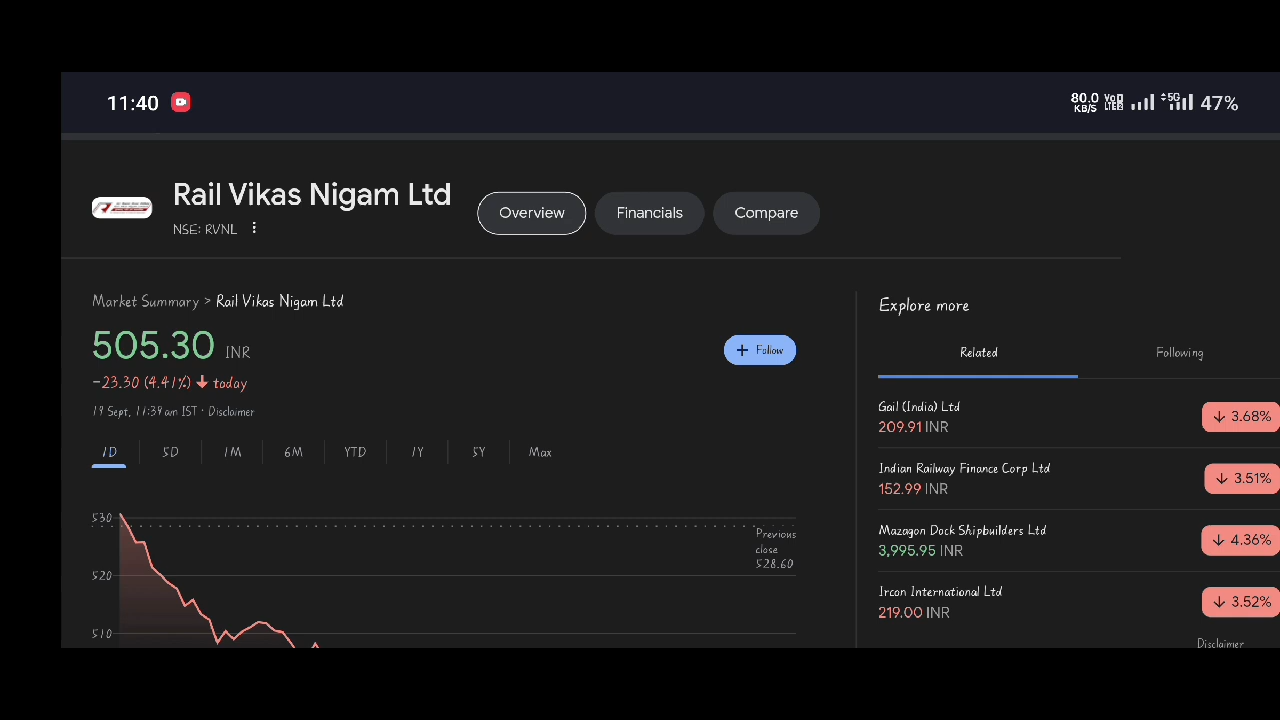 11:40
80.0 KB/S VoD LTE2 5G 47%
Rail Vikas Nigam Ltd
NSE: RVNL
Overview
Financials
Compare
Market Summary > Rail Vikas Nigam Ltd
505.30 INR
+ Follow
−23.30 (4.41%) ↓ today
19 Sept, 11:39 am IST · Disclaimer
1D 5D 1M 6M YTD 1Y 5Y Max
530
520
510
Previous
close
528.60
Explore more
Related
Following
Gail (India) Ltd
209.91 INR
↓ 3.68%
Indian Railway Finance Corp Ltd
152.99 INR
↓ 3.51%
Mazagon Dock Shipbuilders Ltd
3,995.95 INR
↓ 4.36%
Ircon International Ltd
219.00 INR
↓ 3.52%
Disclaimer